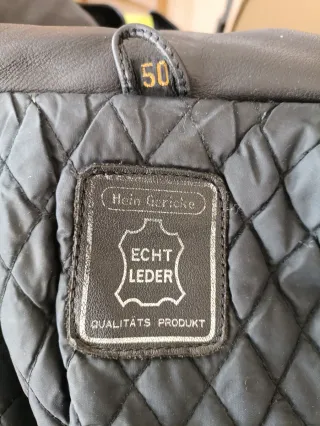 50
Hein Gericke
ECHT
LEDER
QUALITÄTS PRODUKT